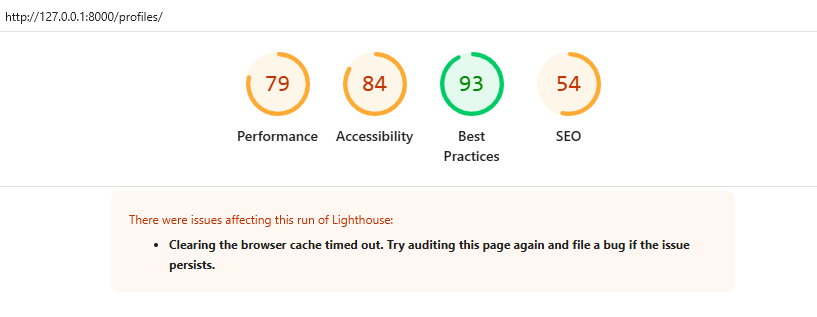 http://127.0.0.1:8000/profiles/
79 84 93 54
Performance Accessibility Best Practices SEO
There were issues affecting this run of Lighthouse:
• Clearing the browser cache timed out. Try auditing this page again and file a bug if the issue
persists.